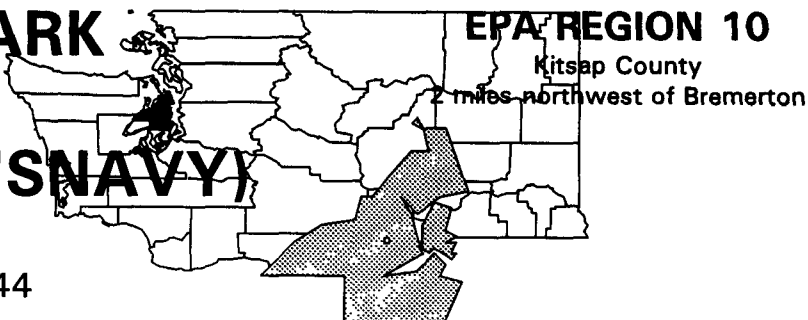 ARK
EPA REGION 10
Kitsap County
2 miles northwest of Bremerton
SNAVY)
44